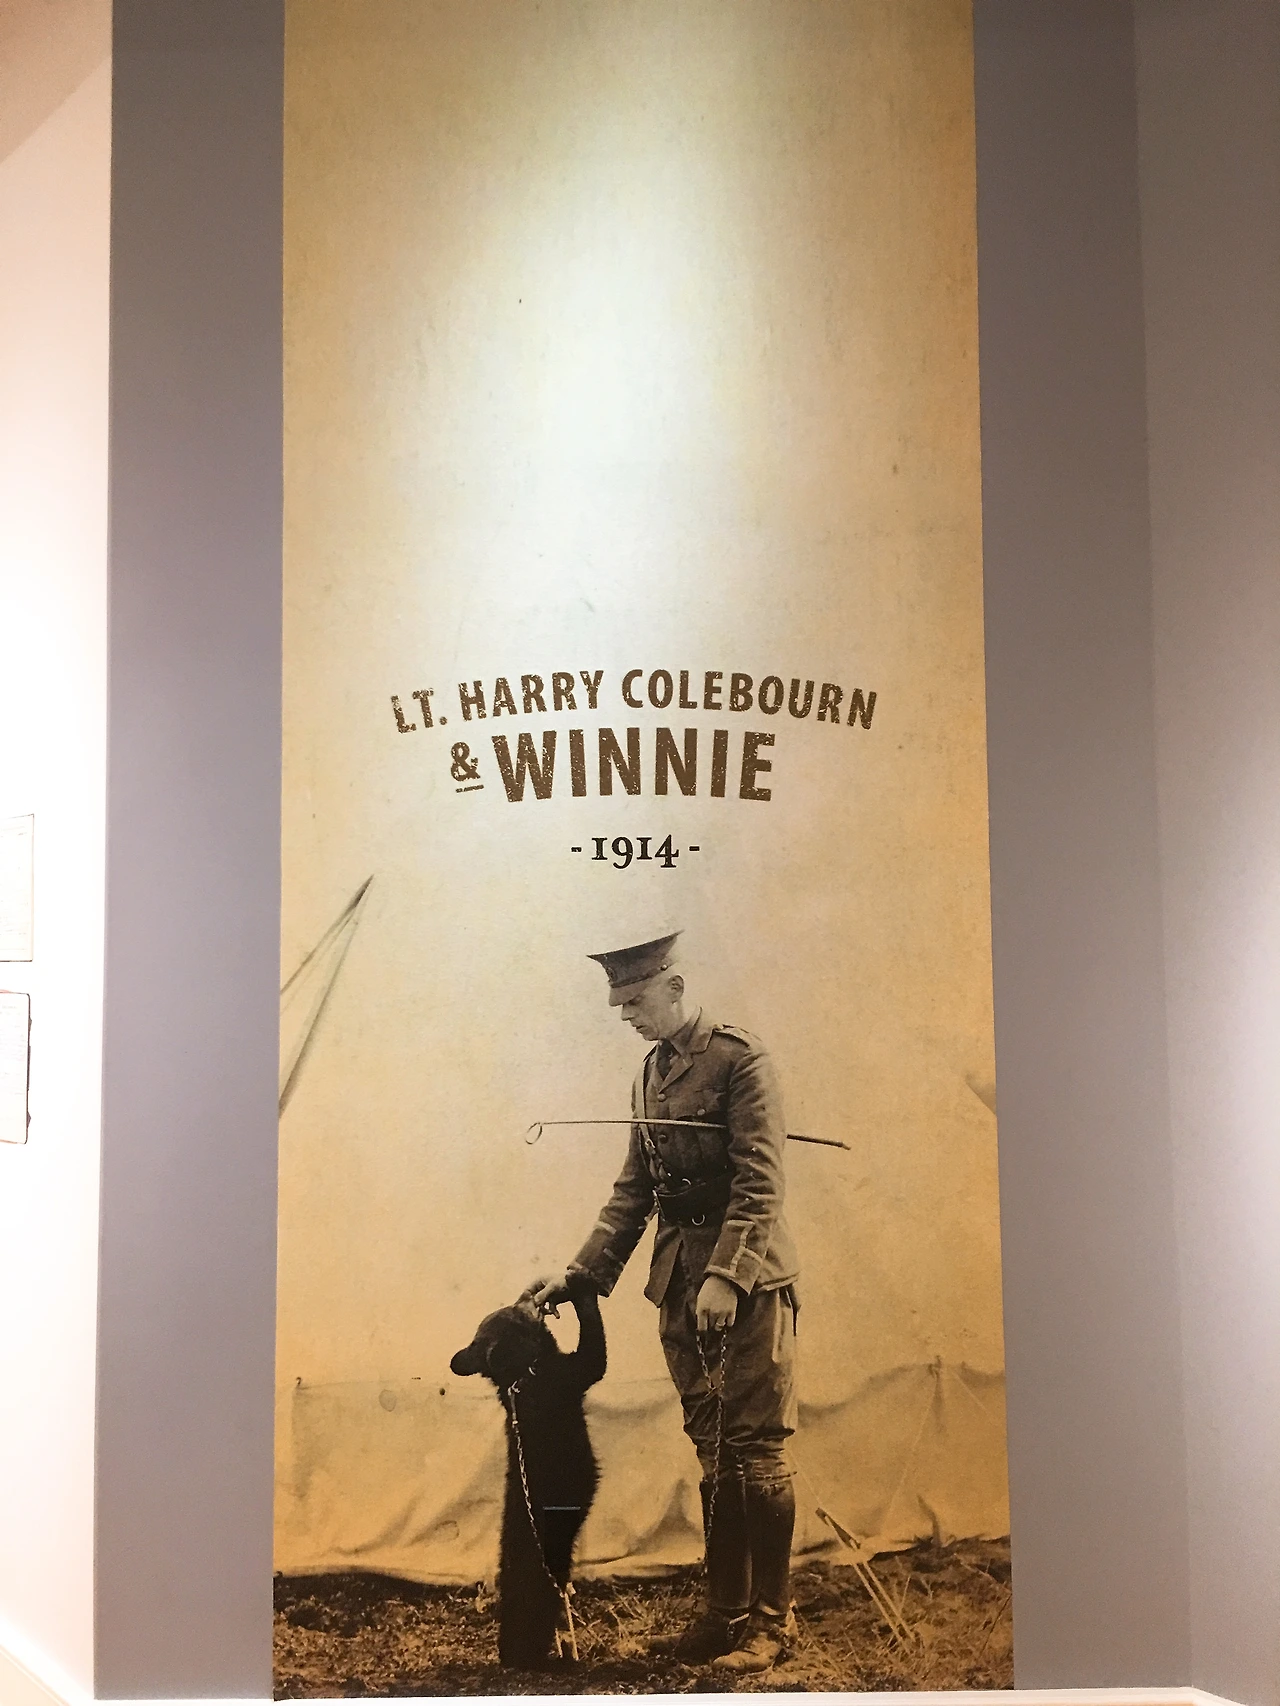 LT. HARRY COLEBOURN
& WINNIE
-1914-